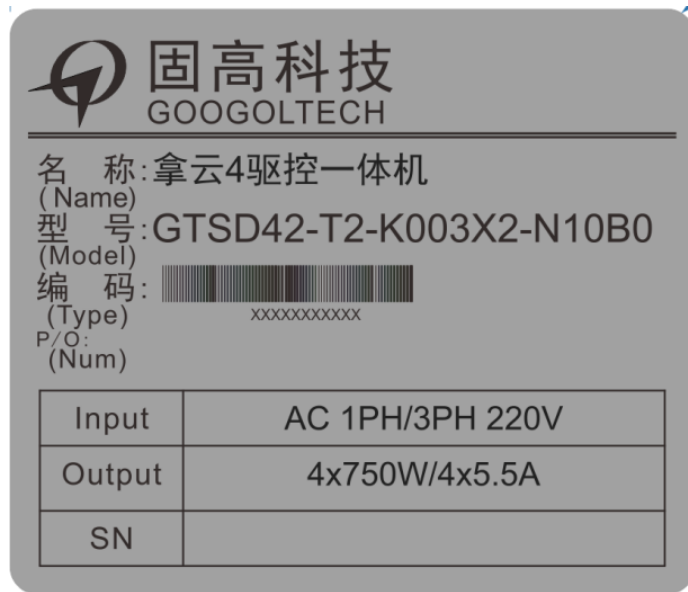 固高科技
GOOGOLTECH
名 称:拿云4驱控一体机
(Name)
型 号:GTSD42-T2-K003X2-N10B0
(Model)
编 码:
(Type)
XXXXXXXXXXX
P/O:
(Num)
Input AC 1PH/3PH 220V
Output 4x750W/4x5.5A
SN